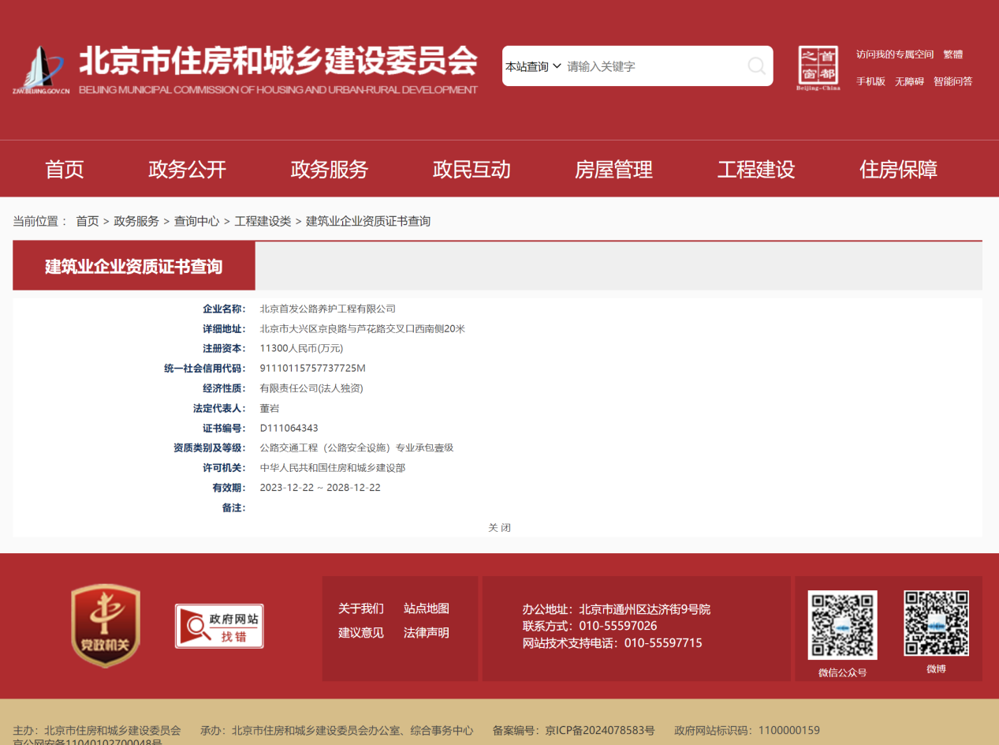 北京市住房和城乡建设委员会
BEIJING MUNICIPAL COMMISSION OF HOUSING AND URBAN-RURAL DEVELOPMENT
ZJW.BEIJING.GOV.CN
本站查询 请输入关键字
首都之窗
Beijing-China
访问我的专属空间 繁體
手机版 无障碍 智能问答
首页 政务公开 政务服务 政民互动 房屋管理 工程建设 住房保障
当前位置： 首页 > 政务服务 > 查询中心 > 工程建设类 > 建筑业企业资质证书查询
建筑业企业资质证书查询
企业名称： 北京首发公路养护工程有限公司
详细地址： 北京市大兴区京良路与芦花路交叉口西南侧20米
注册资本： 11300人民币(万元)
统一社会信用代码： 91110115757737725M
经济性质： 有限责任公司(法人独资)
法定代表人： 董岩
证书编号： D111064343
资质类别及等级： 公路交通工程（公路安全设施）专业承包壹级
许可机关： 中华人民共和国住房和城乡建设部
有效期： 2023-12-22 ~ 2028-12-22
备注：
关 闭
党政机关
政府网站
找错
关于我们 站点地图
建议意见 法律声明
办公地址：北京市通州区达济街9号院
联系方式：010-55597026
网站技术支持电话：010-55597715
微信公众号
微博
主办：北京市住房和城乡建设委员会 承办：北京市住房和城乡建设委员会办公室、综合事务中心 备案编号：京ICP备2024078583号 政府网站标识码：1100000159
京公网安备11040102700048号